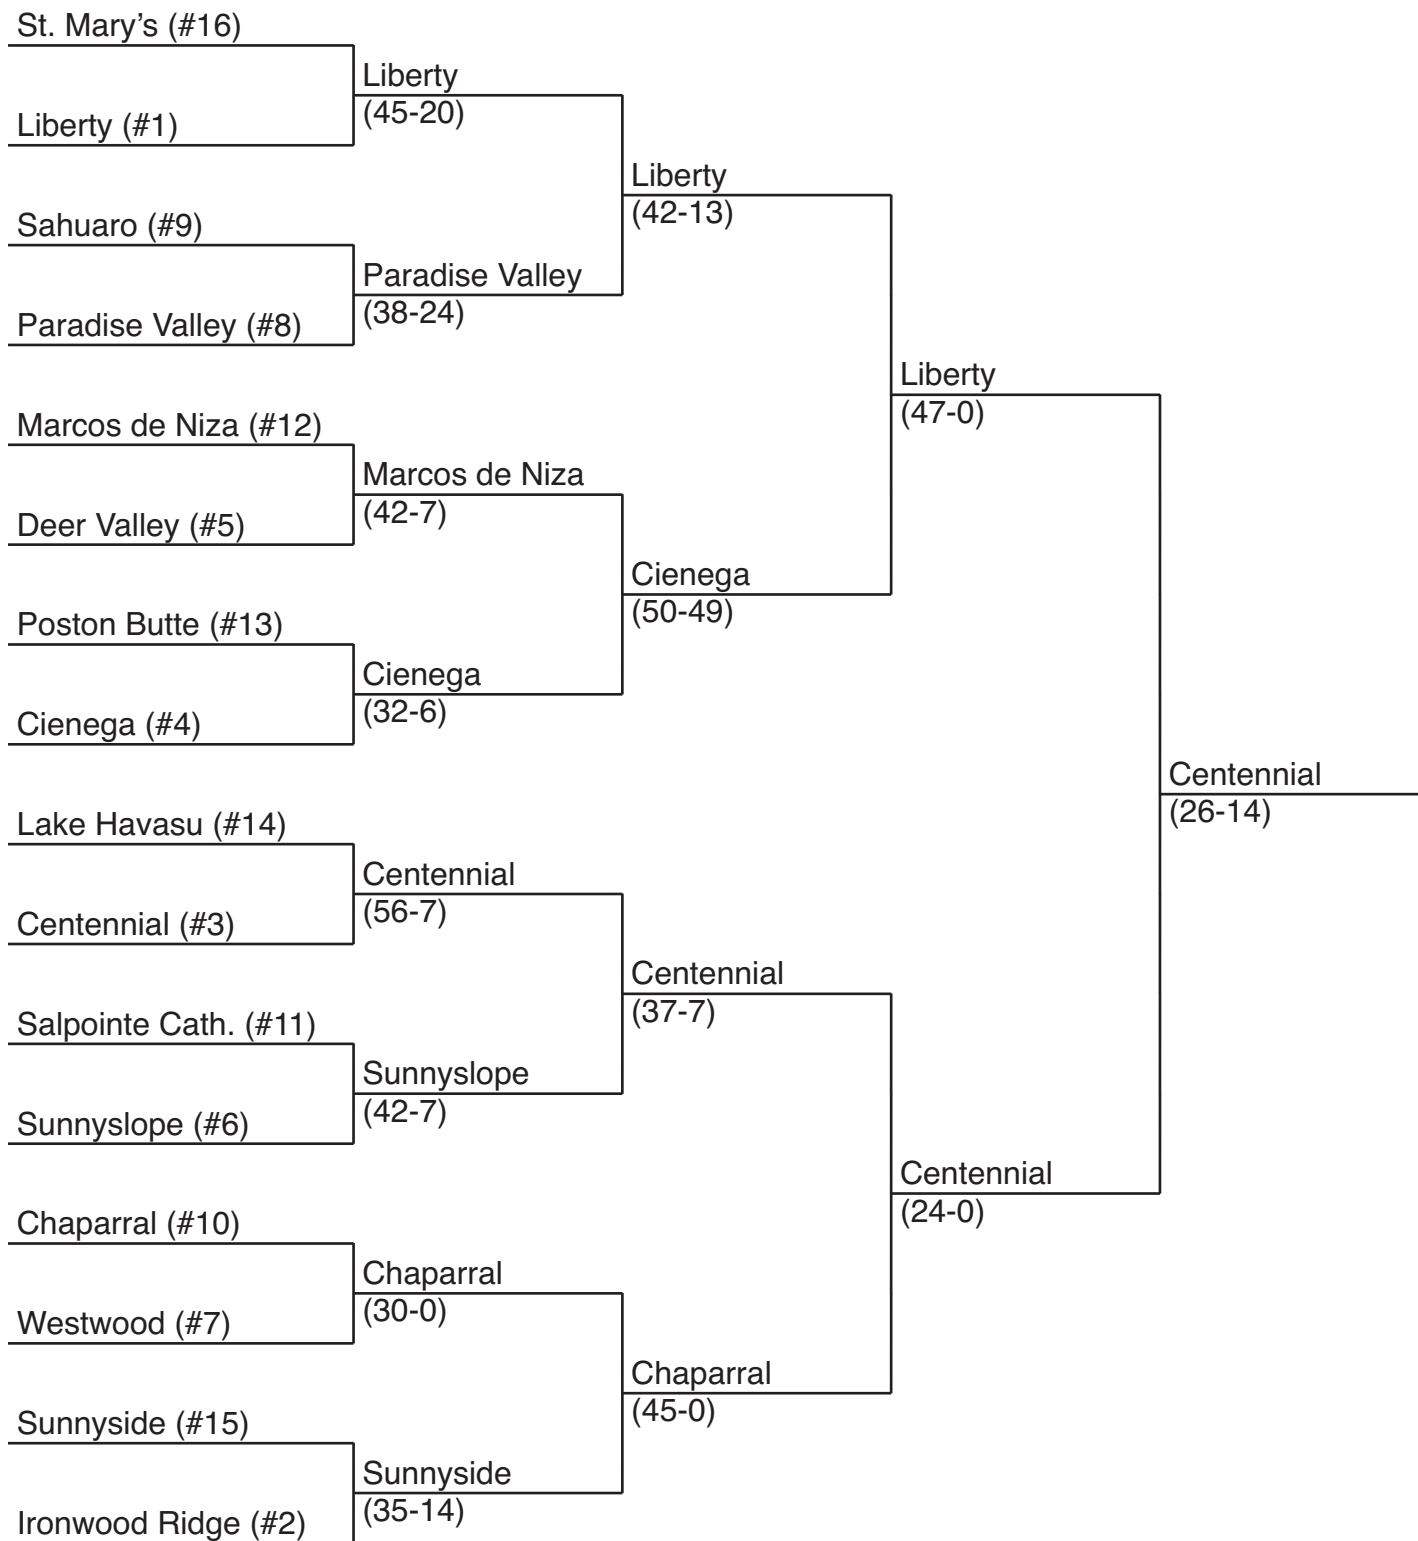 St. Mary’s (#16)
Liberty (#1)
Sahuaro (#9)
Paradise Valley (#8)
Marcos de Niza (#12)
Deer Valley (#5)
Poston Butte (#13)
Cienega (#4)
Lake Havasu (#14)
Centennial (#3)
Salpointe Cath. (#11)
Sunnyslope (#6)
Chaparral (#10)
Westwood (#7)
Sunnyside (#15)
Ironwood Ridge (#2)
Liberty
(45-20)
Paradise Valley
(38-24)
Marcos de Niza
(42-7)
Cienega
(32-6)
Centennial
(56-7)
Sunnyslope
(42-7)
Chaparral
(30-0)
Sunnyside
(35-14)
Liberty
(42-13)
Cienega
(50-49)
Centennial
(37-7)
Chaparral
(45-0)
Liberty
(47-0)
Centennial
(24-0)
Centennial
(26-14)